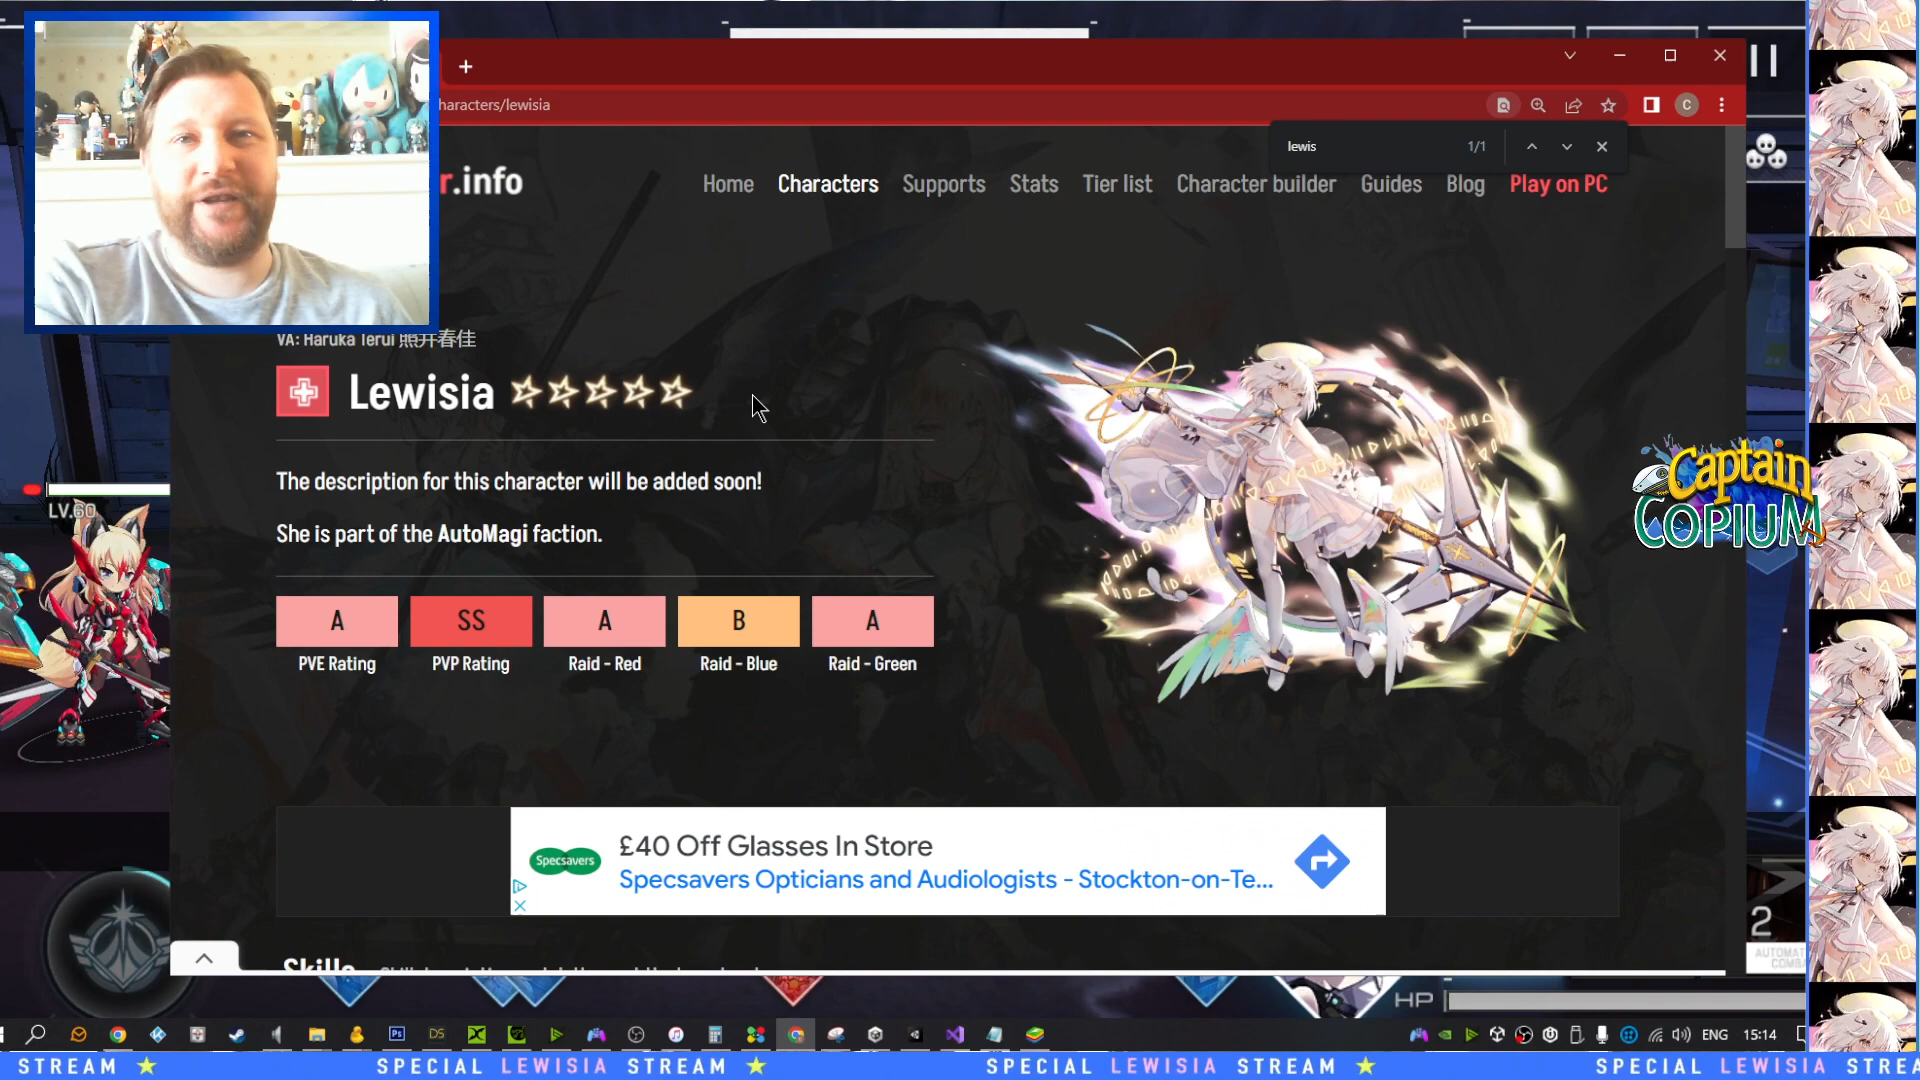 haracters/lewisia
lewis
1/1
r.info
Home
Characters
Supports
Stats
Tier list
Character builder
Guides
Blog
Play on PC
VA: Haruka Terui 照井春佳
Lewisia
The description for this character will be added soon!
She is part of the AutoMagi faction.
A
SS
A
B
A
PVE Rating
PVP Rating
Raid - Red
Raid - Blue
Raid - Green
LV.60
Captain
COPIUM
Specsavers
£40 Off Glasses In Store
Specsavers Opticians and Audiologists - Stockton-on-Te...
Skills
2
AUTOMAT
COMBA
HP
ENG
15:14
STREAM
SPECIAL LEWISIA STREAM
SPECIAL LEWISIA STREAM
SPECIAL LEWISIA STREA